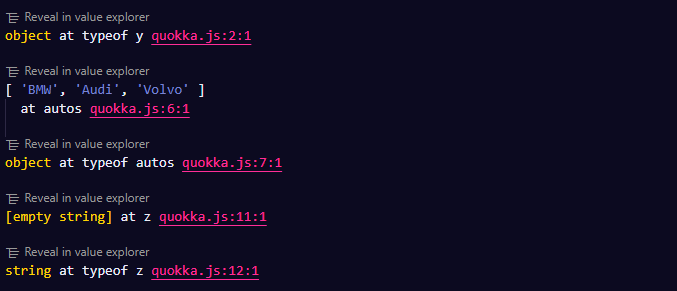 Reveal in value explorer
object at typeof y quokka.js:2:1
Reveal in value explorer
[ 'BMW', 'Audi', 'Volvo' ]
at autos quokka.js:6:1
Reveal in value explorer
object at typeof autos quokka.js:7:1
Reveal in value explorer
[empty string] at z quokka.js:11:1
Reveal in value explorer
string at typeof z quokka.js:12:1